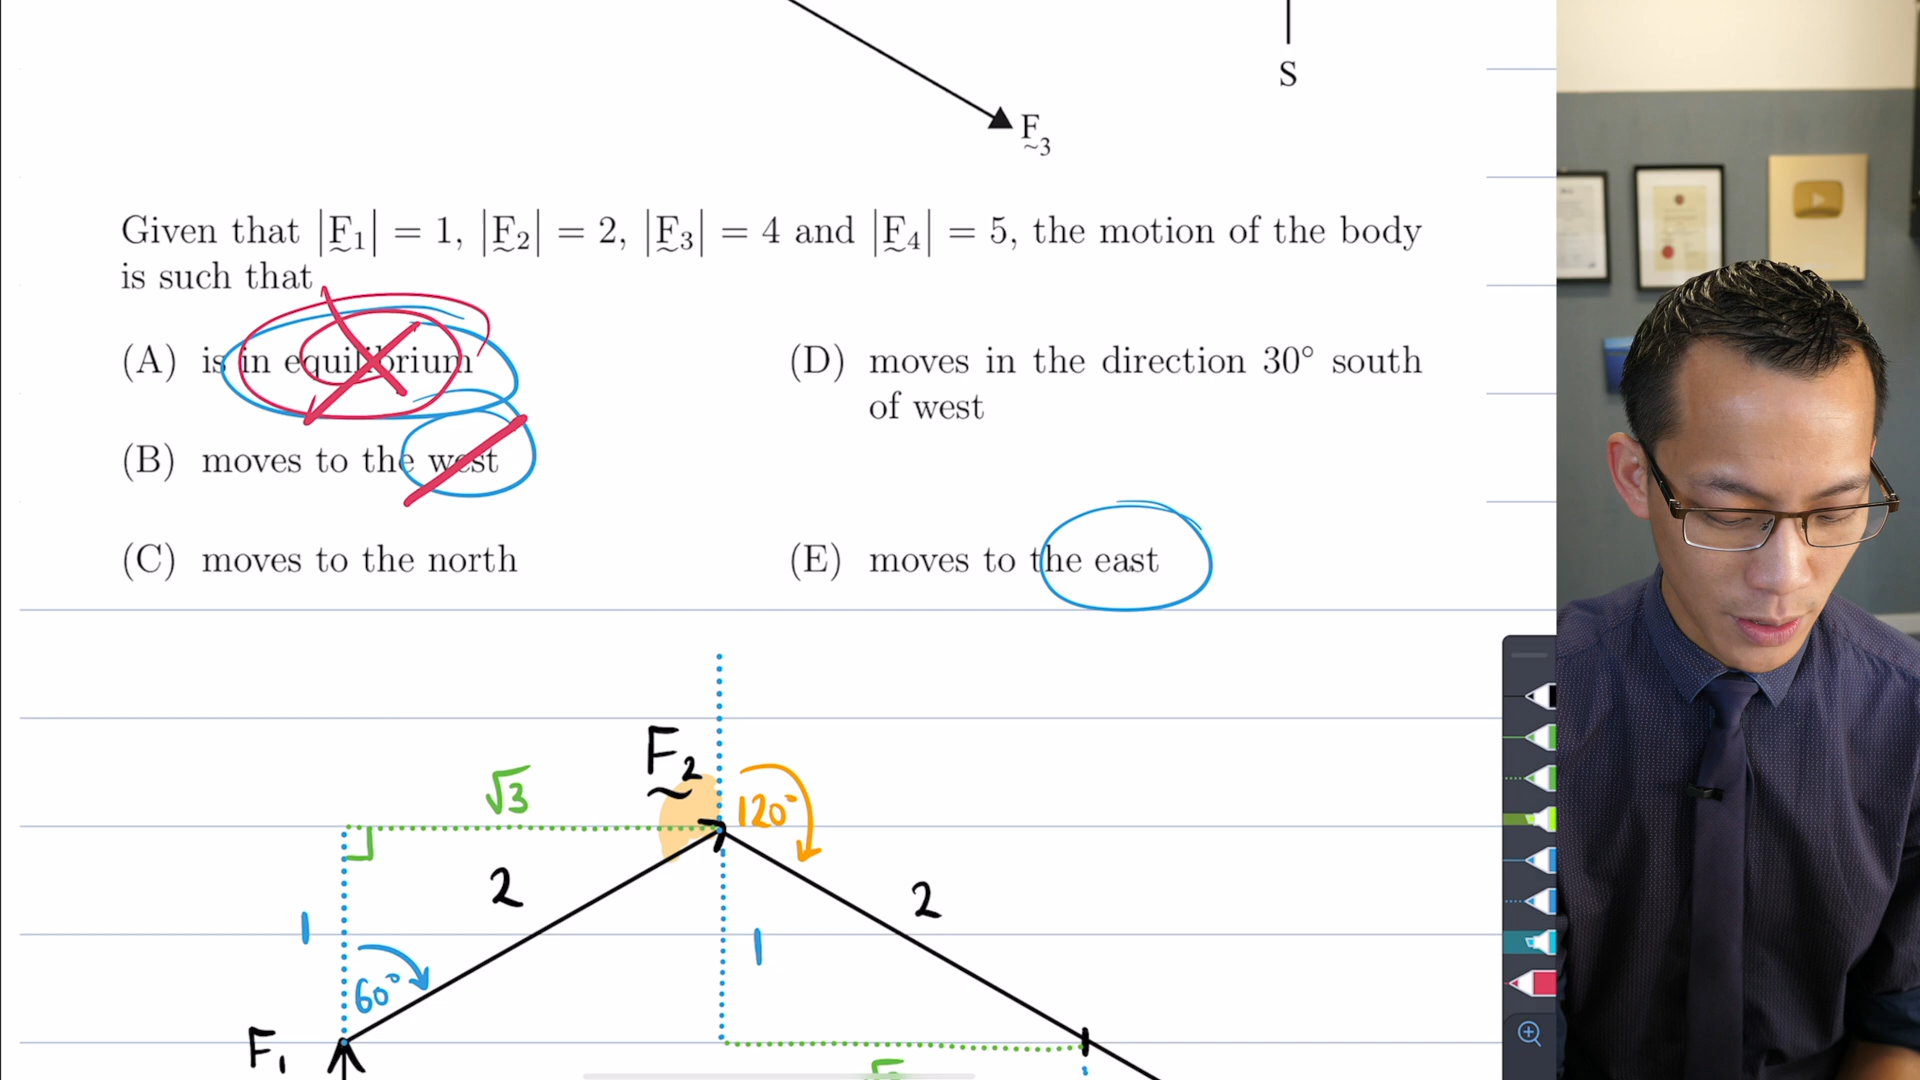 S
F₃
Given that |F₁| = 1, |F₂| = 2, |F₃| = 4 and |F₄| = 5, the motion of the body
is such that
(A) is in equilibrium
(B) moves to the west
(C) moves to the north
(D) moves in the direction 30° south
of west
(E) moves to the east
F₂
√3
120°
2
2
1
1
60°
F₁